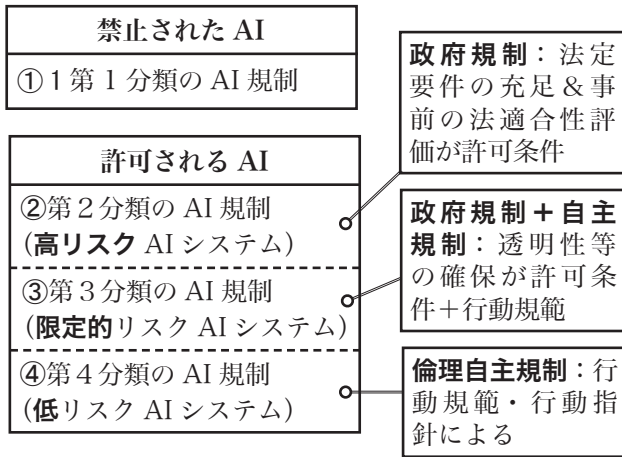 禁止された AI
①1第１分類の AI 規制
許可される AI
②第２分類の AI 規制
(高リスク AI システム)
③第３分類の AI 規制
(限定的リスク AI システム)
④第４分類の AI 規制
(低リスク AI システム)
政府規制：法定
要件の充足＆事
前の法適合性評
価が許可条件
政府規制＋自主
規制：透明性等
の確保が許可条
件＋行動規範
倫理自主規制：行
動規範・行動指
針による